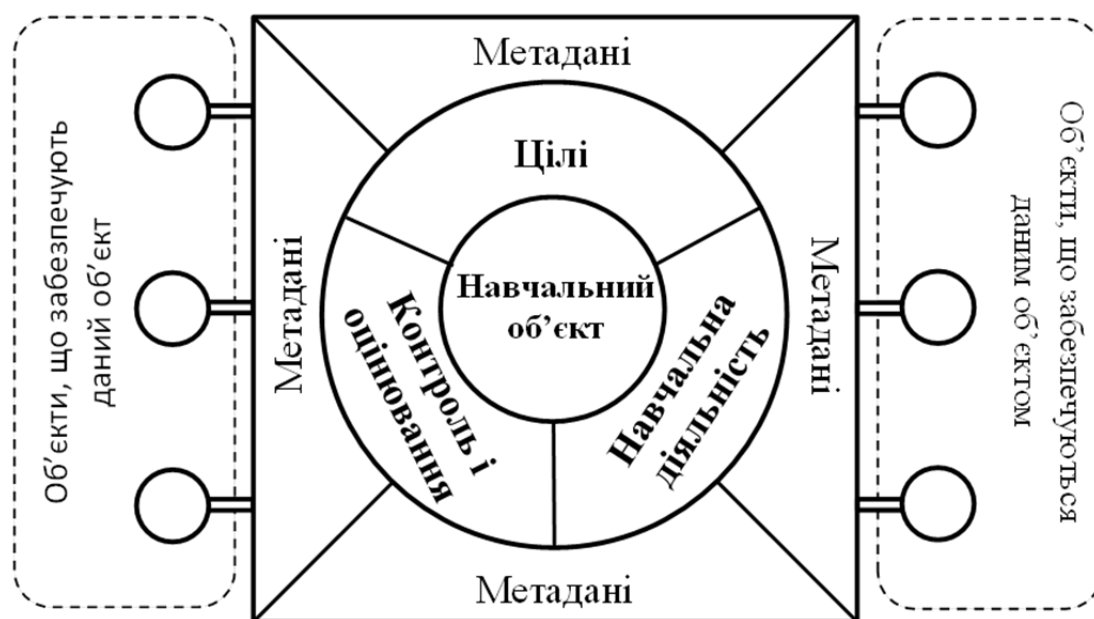 Метадані
Цілі
Навчальний
об’єкт
Контроль і
оцінювання
Навчальна
діяльність
Метадані
Метадані
Метадані
Об’єкти, що забезпечують
даний об’єкт
Об’єкти, що забезпечуються
даним об’єктом